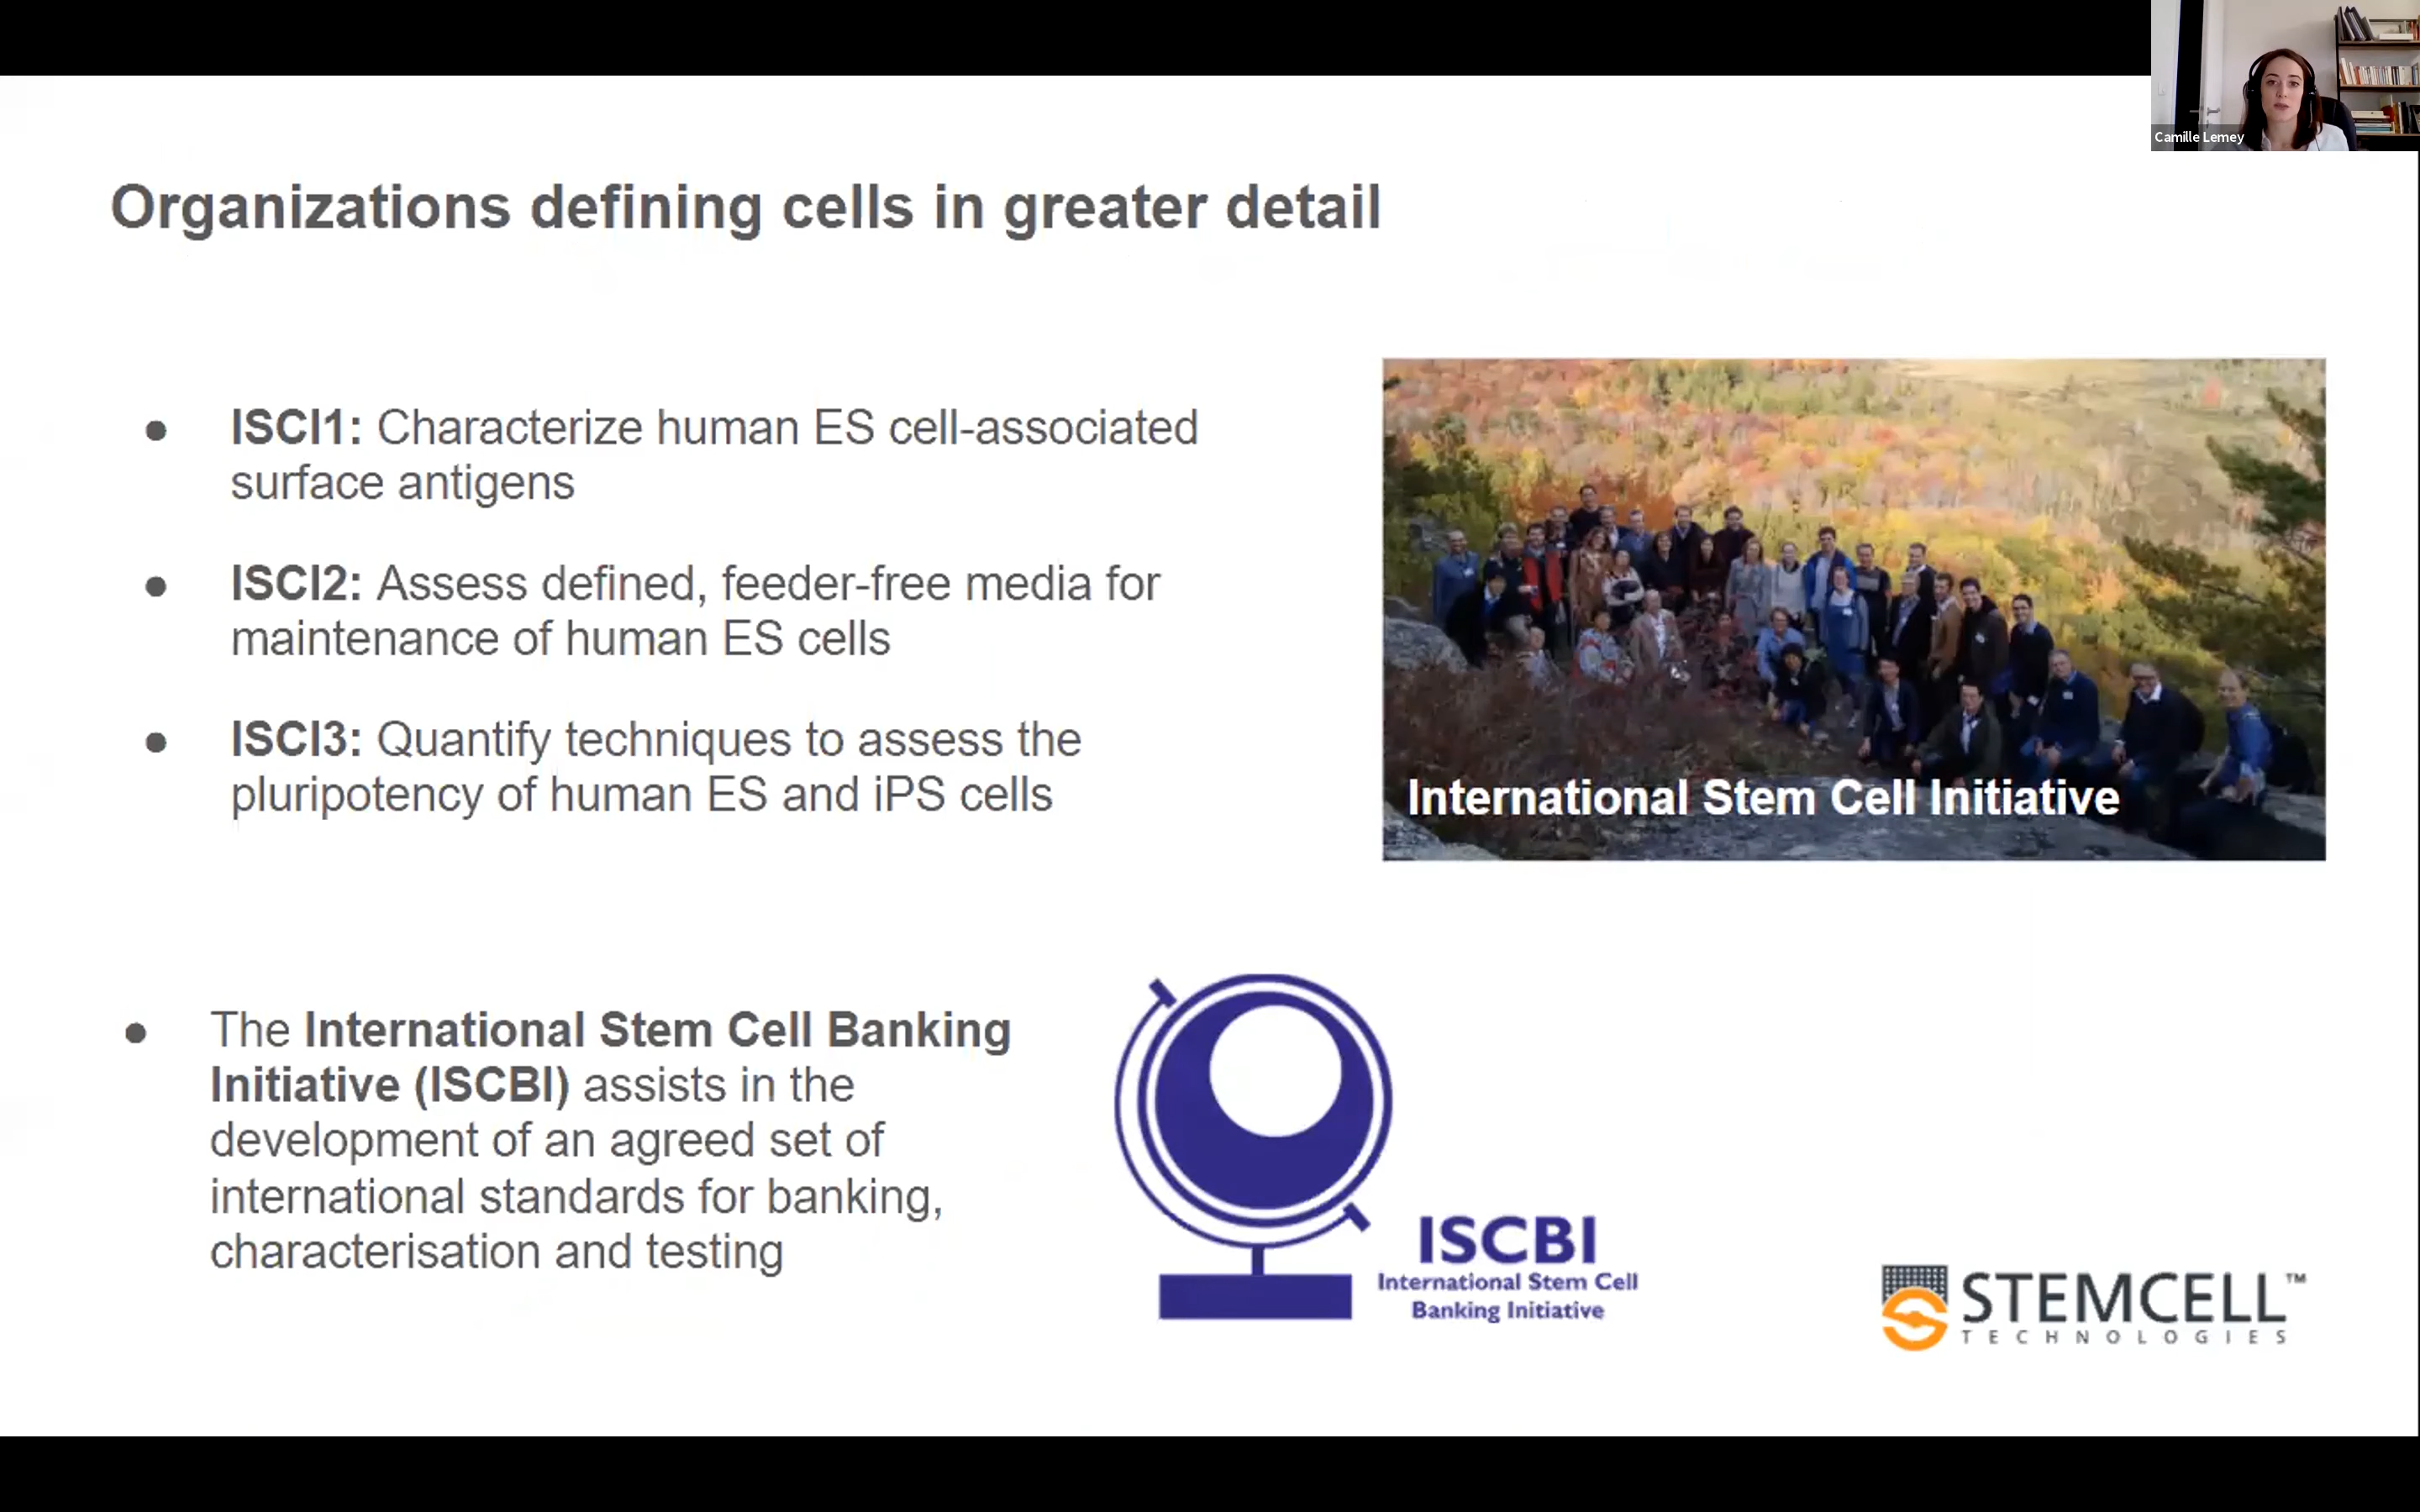 Camille Lemey
Organizations defining cells in greater detail
ISCI1: Characterize human ES cell-associated
surface antigens
ISCI2: Assess defined, feeder-free media for
maintenance of human ES cells
ISCI3: Quantify techniques to assess the
pluripotency of human ES and iPS cells
International Stem Cell Initiative
The International Stem Cell Banking
Initiative (ISCBI) assists in the
development of an agreed set of
international standards for banking,
characterisation and testing
ISCBI
International Stem Cell
Banking Initiative
STEMCELL™
TECHNOLOGIES